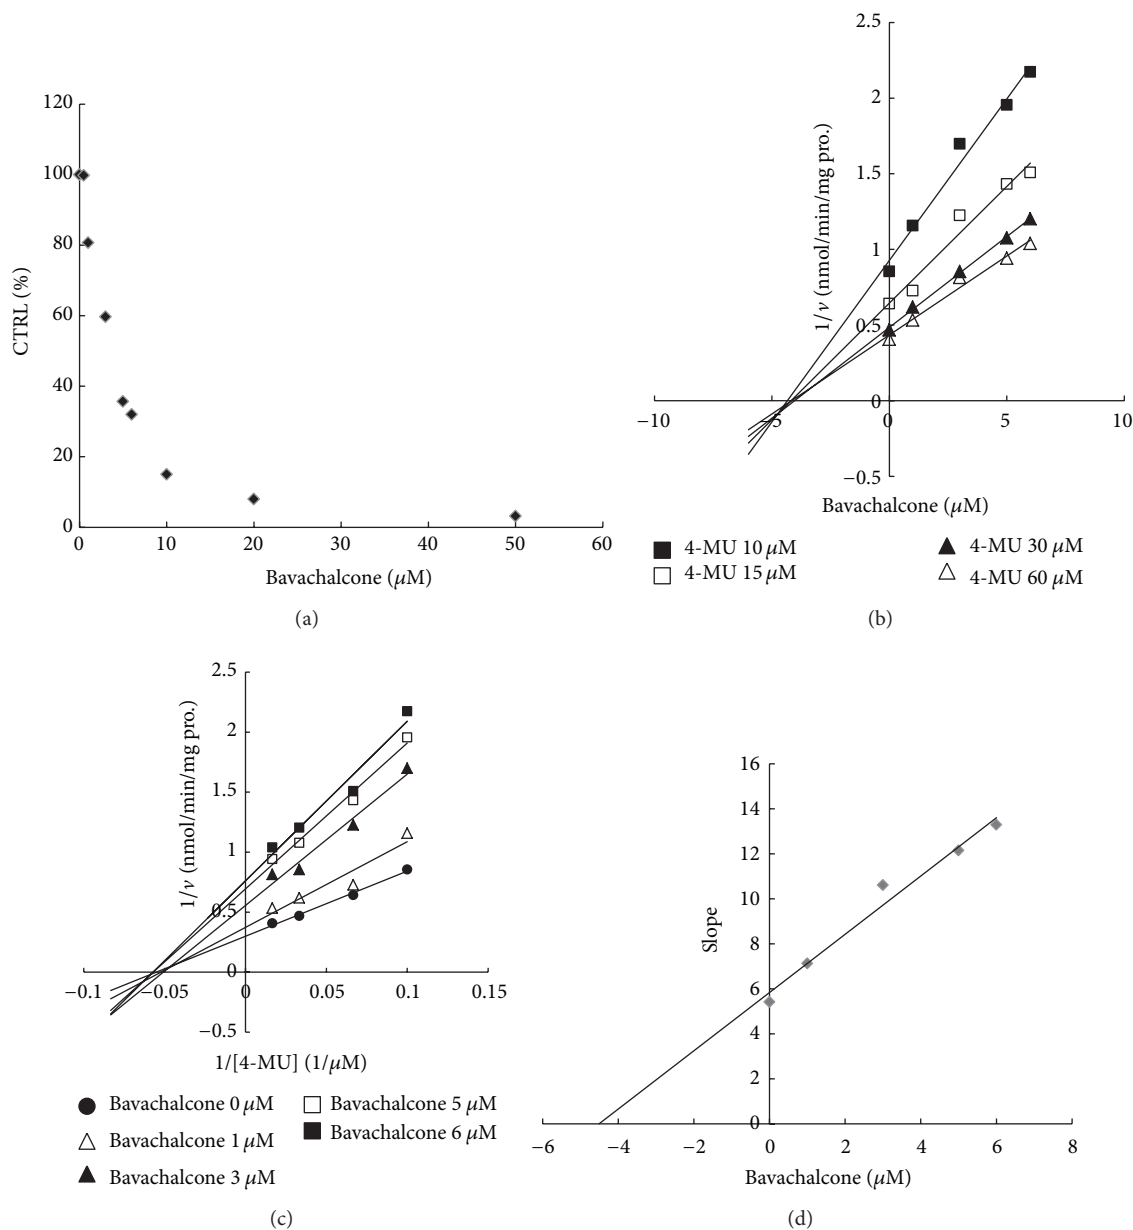 120
100
80
60
40
20
0
CTRL (%)
0 10 20 30 40 50 60
Bavachalcone (μM)
(a)
2.5
2
1.5
1
0.5
0
−0.5
1/v (nmol/min/mg pro.)
−10 −5 0 5 10
Bavachalcone (μM)
4-MU 10 μM
4-MU 15 μM
4-MU 30 μM
4-MU 60 μM
(b)
2.5
2
1.5
1
0.5
0
−0.5
1/v (nmol/min/mg pro.)
−0.1 −0.05 0 0.05 0.1 0.15
1/[4-MU] (1/μM)
Bavachalcone 0 μM
Bavachalcone 1 μM
Bavachalcone 3 μM
Bavachalcone 5 μM
Bavachalcone 6 μM
(c)
16
14
12
10
8
6
4
2
0
Slope
−6 −4 −2 0 2 4 6 8
Bavachalcone (μM)
(d)